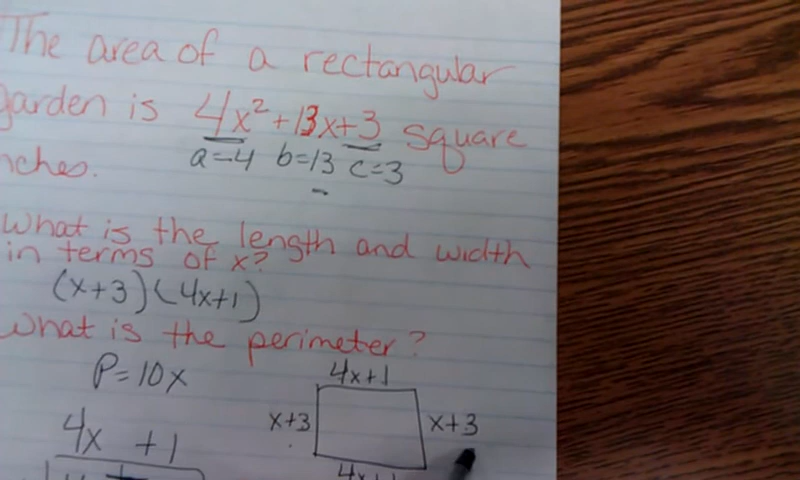 The area of a rectangular
garden is 4x² + 13x+3 square
nches.
a=4 b=13 c=3
What is the length and width
in terms of x?
(x+3)(4x+1)
What is the perimeter?
P=10x
4x+1
x+3
x+3
4x +1